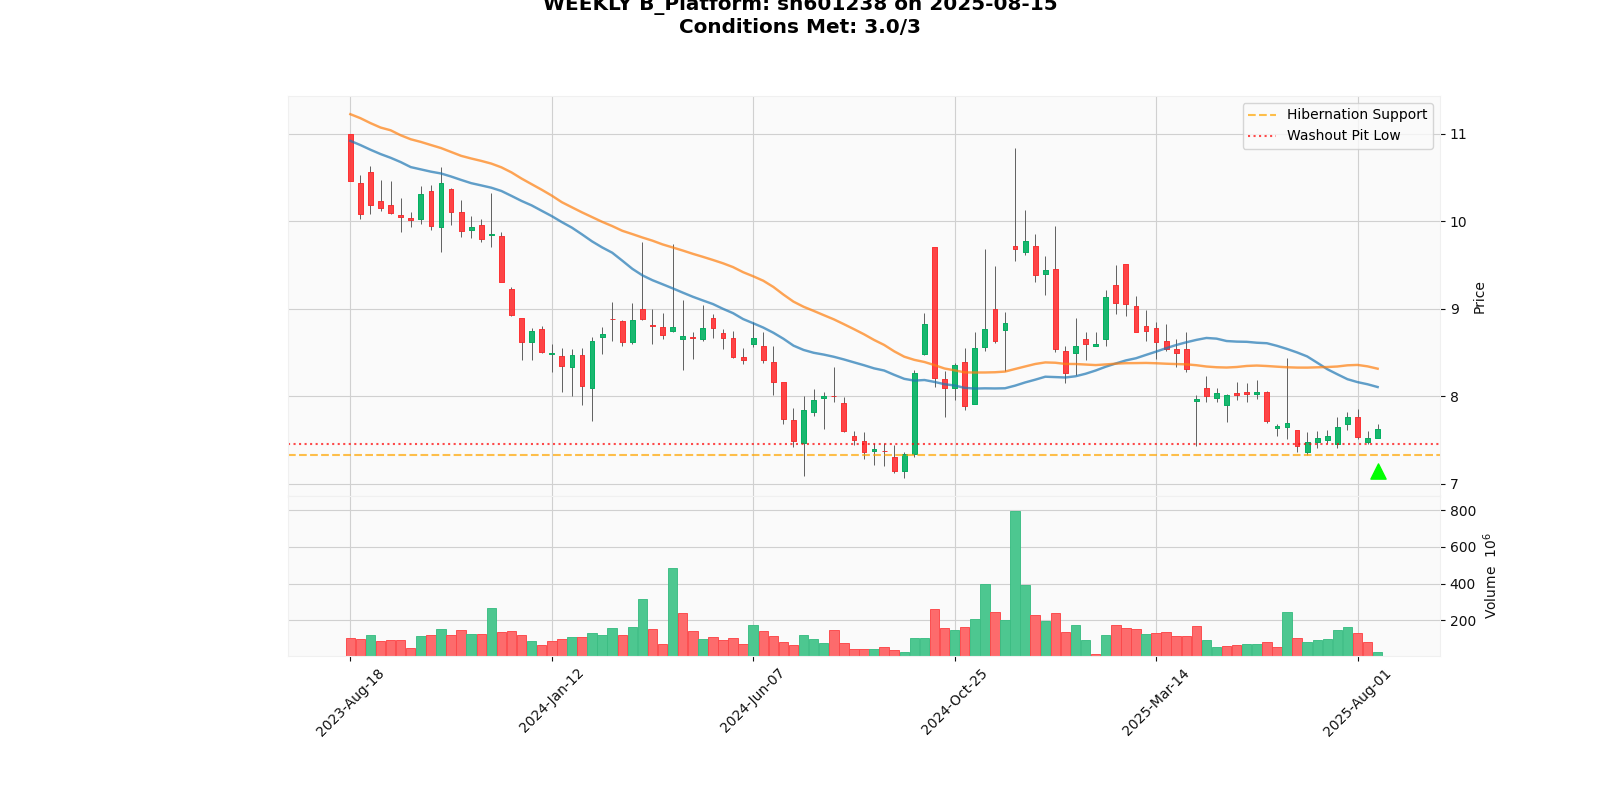 WEEKLY B_Platform: sh601238 on 2025-08-15
Conditions Met: 3.0/3
Hibernation Support
Washout Pit Low
11
10
9
8
7
Price
800
600
400
200
Volume 10^6
2023-Aug-18
2024-Jan-12
2024-Jun-07
2024-Oct-25
2025-Mar-14
2025-Aug-01